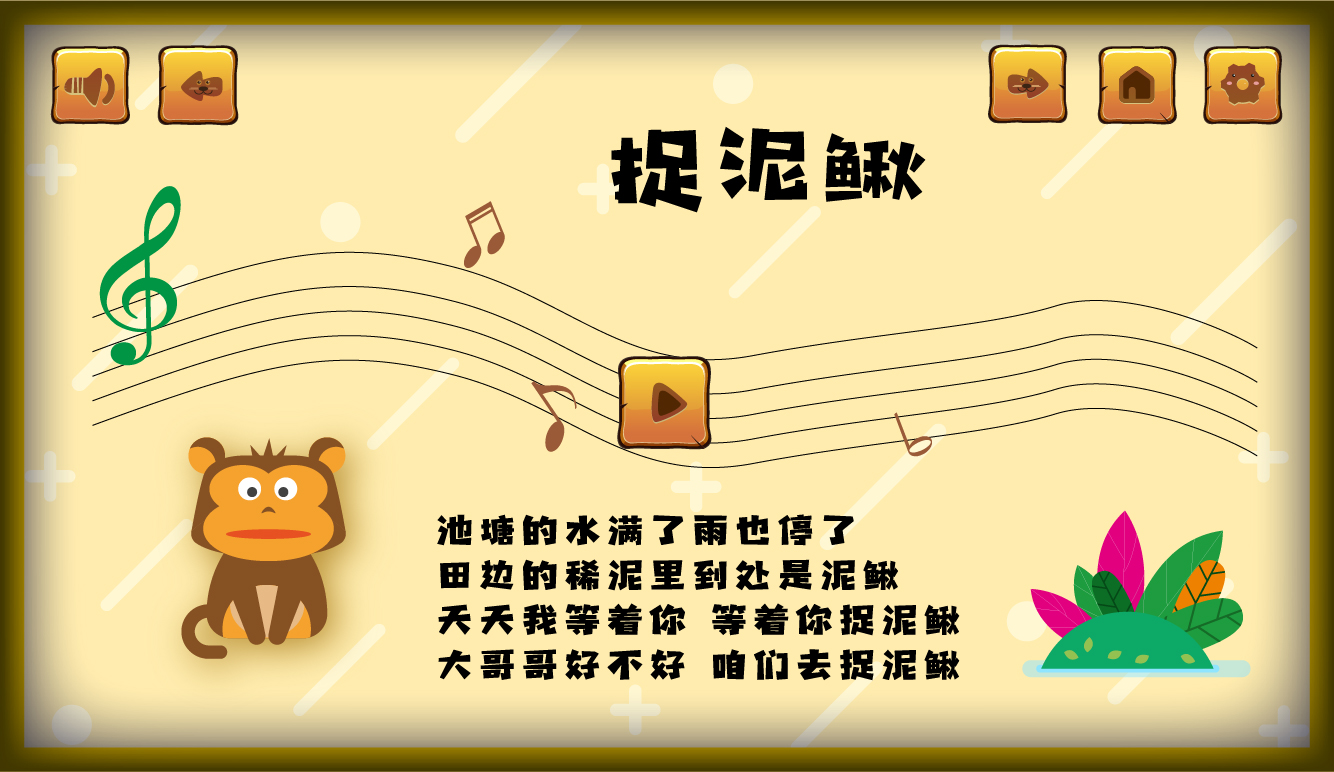 捉泥鳅
池塘的水满了雨也停了
田边的稀泥里到处是泥鳅
天天我等着你 等着你捉泥鳅
大哥哥好不好 咱们去捉泥鳅